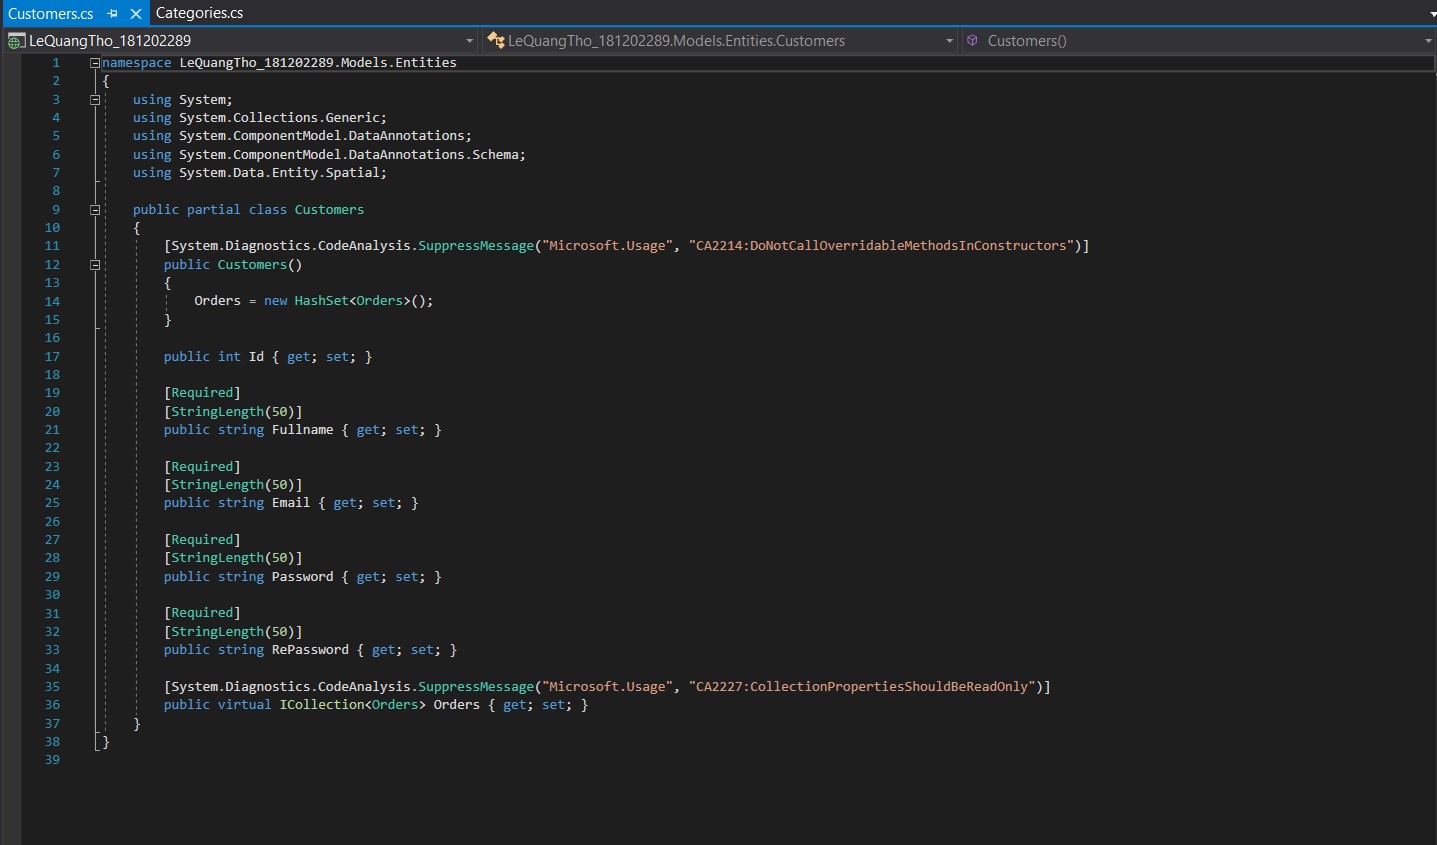 Customers.cs
Categories.cs
LeQuangTho_181202289
LeQuangTho_181202289.Models.Entities.Customers
Customers()
1 namespace LeQuangTho_181202289.Models.Entities
2 {
3 using System;
4 using System.Collections.Generic;
5 using System.ComponentModel.DataAnnotations;
6 using System.ComponentModel.DataAnnotations.Schema;
7 using System.Data.Entity.Spatial;
8
9 public partial class Customers
10 {
11 [System.Diagnostics.CodeAnalysis.SuppressMessage("Microsoft.Usage", "CA2214:DoNotCallOverridableMethodsInConstructors")]
12 public Customers()
13 {
14 Orders = new HashSet<Orders>();
15 }
16
17 public int Id { get; set; }
18
19 [Required]
20 [StringLength(50)]
21 public string Fullname { get; set; }
22
23 [Required]
24 [StringLength(50)]
25 public string Email { get; set; }
26
27 [Required]
28 [StringLength(50)]
29 public string Password { get; set; }
30
31 [Required]
32 [StringLength(50)]
33 public string RePassword { get; set; }
34
35 [System.Diagnostics.CodeAnalysis.SuppressMessage("Microsoft.Usage", "CA2227:CollectionPropertiesShouldBeReadOnly")]
36 public virtual ICollection<Orders> Orders { get; set; }
37 }
38 }
39